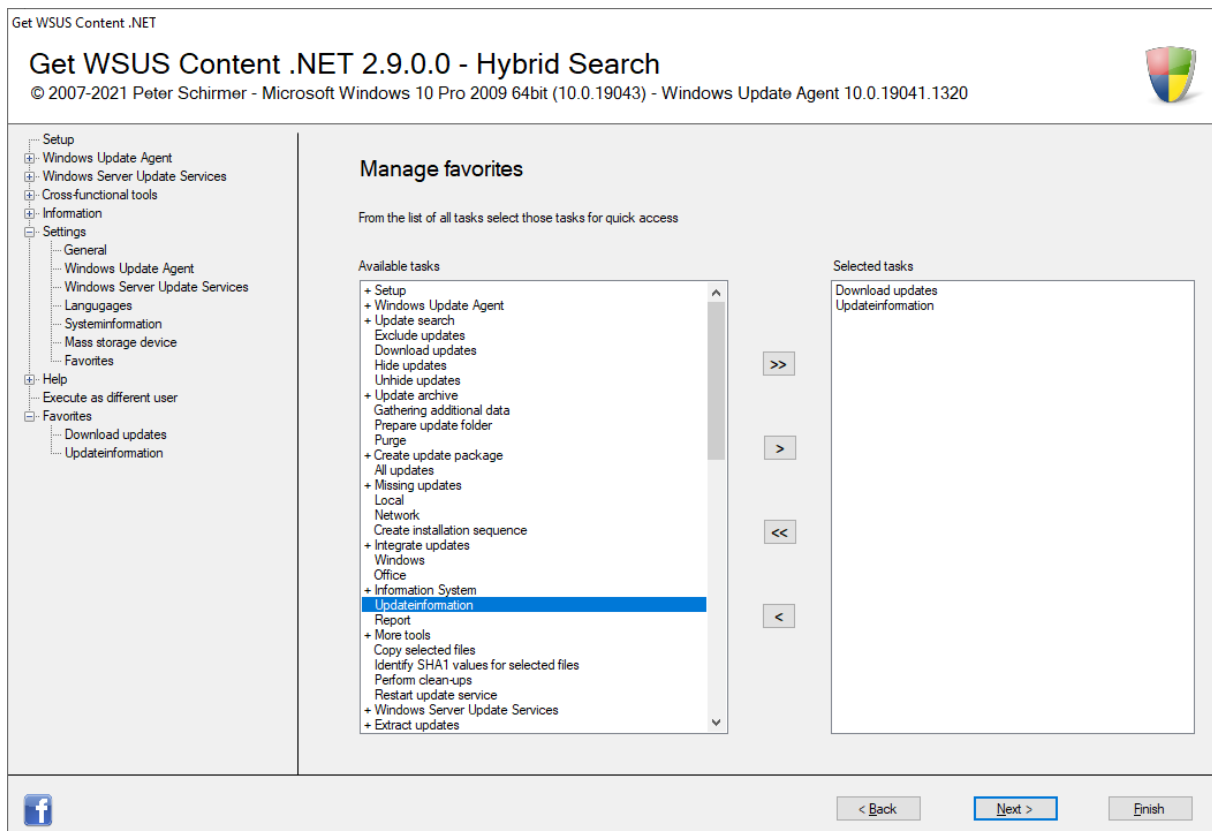 Get WSUS Content .NET
Get WSUS Content .NET 2.9.0.0 - Hybrid Search
© 2007-2021 Peter Schirmer - Microsoft Windows 10 Pro 2009 64bit (10.0.19043) - Windows Update Agent 10.0.19041.1320
Setup
Windows Update Agent
Windows Server Update Services
Cross-functional tools
Information
Settings
General
Windows Update Agent
Windows Server Update Services
Langugages
Systeminformation
Mass storage device
Favorites
Help
Execute as different user
Favorites
Download updates
Updateinformation
Manage favorites
From the list of all tasks select those tasks for quick access
Available tasks
+ Setup
+ Windows Update Agent
+ Update search
Exclude updates
Download updates
Hide updates
Unhide updates
+ Update archive
Gathering additional data
Prepare update folder
Purge
+ Create update package
All updates
+ Missing updates
Local
Network
Create installation sequence
+ Integrate updates
Windows
Office
+ Information System
Updateinformation
Report
+ More tools
Copy selected files
Identify SHA1 values for selected files
Perform clean-ups
Restart update service
+ Windows Server Update Services
+ Extract updates
>>
>
<<
<
Selected tasks
Download updates
Updateinformation
f
< Back
Next >
Finish